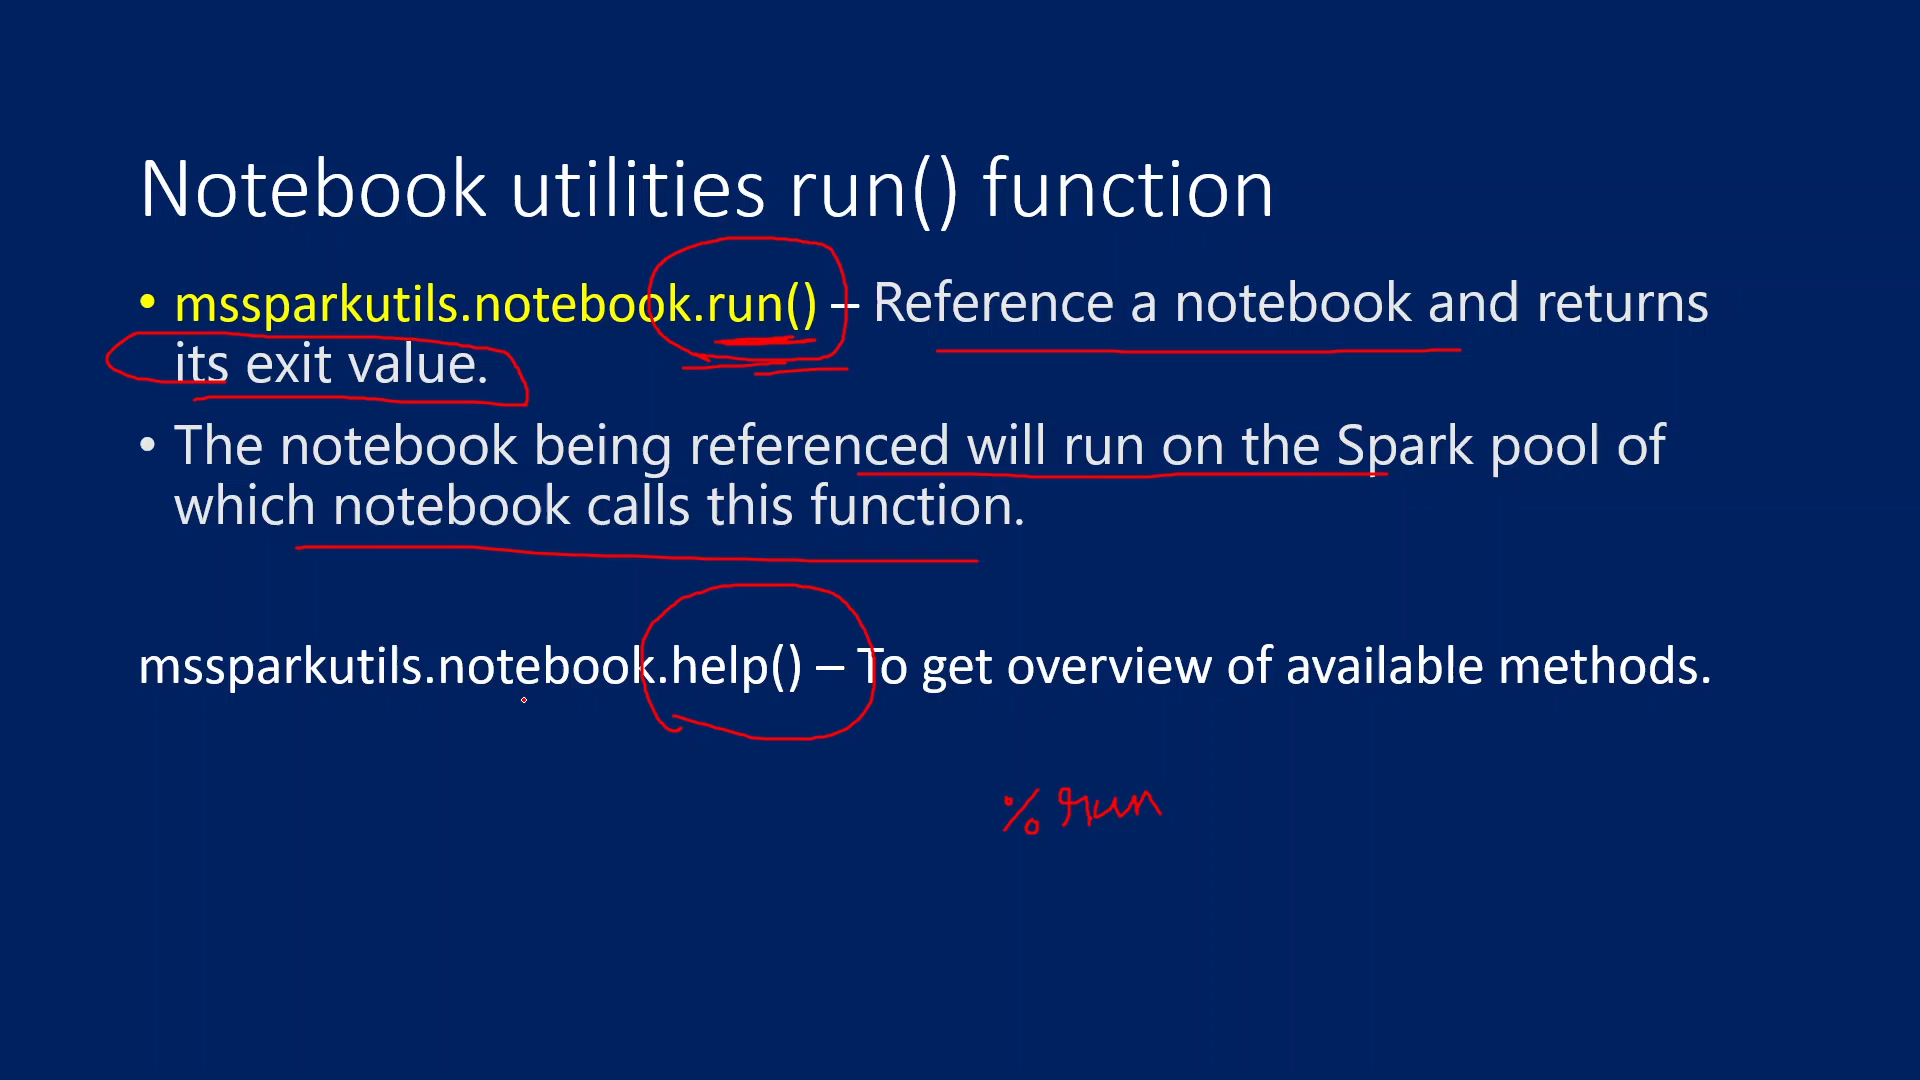 Notebook utilities run() function
• mssparkutils.notebook.run() – Reference a notebook and returns
its exit value.
• The notebook being referenced will run on the Spark pool of
which notebook calls this function.
mssparkutils.notebook.help() – To get overview of available methods.
% run